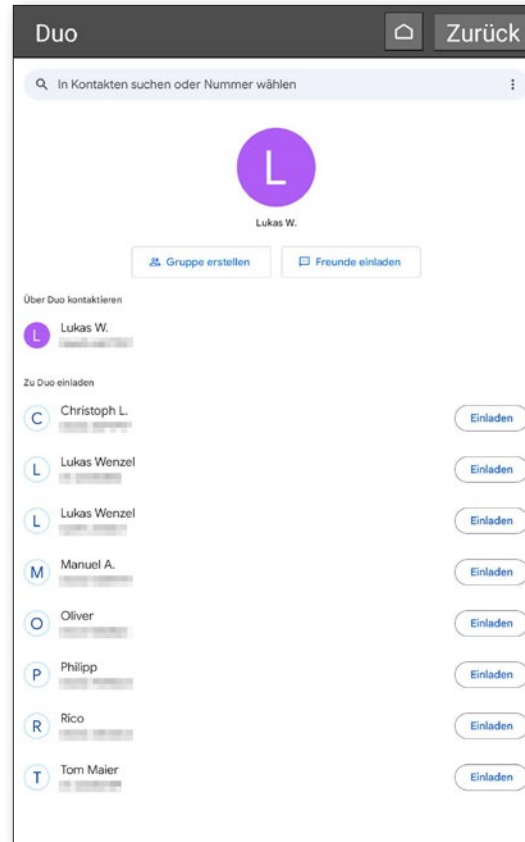 Duo
Zurück
In Kontakten suchen oder Nummer wählen
L
Lukas W.
Gruppe erstellen
Freunde einladen
Über Duo kontaktieren
L
Lukas W.
Zu Duo einladen
C
Christoph L.
Einladen
L
Lukas Wenzel
Einladen
L
Lukas Wenzel
Einladen
M
Manuel A.
Einladen
O
Oliver
Einladen
P
Philipp
Einladen
R
Rico
Einladen
T
Tom Maier
Einladen